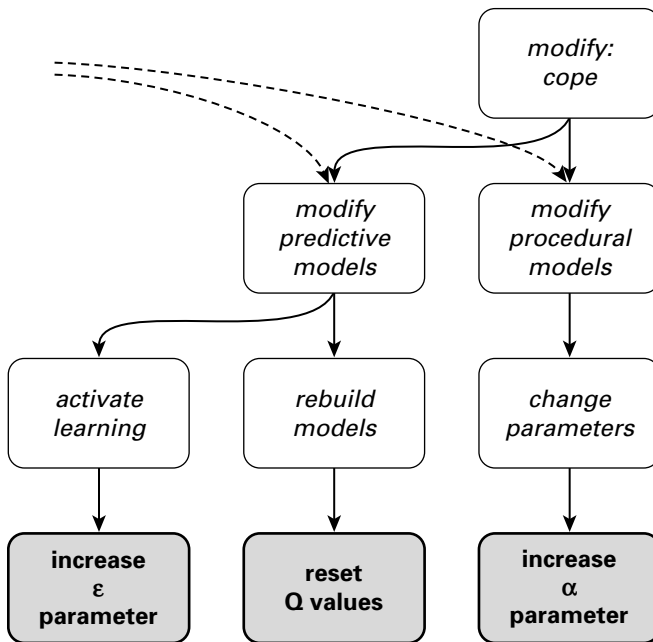 modify:
cope
modify
predictive
models
modify
procedural
models
activate
learning
rebuild
models
change
parameters
increase
ε
parameter
reset
Q values
increase
α
parameter